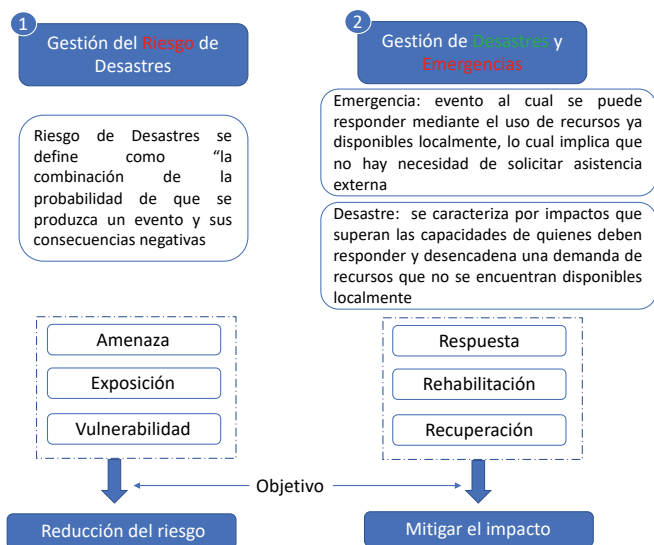 1
Gestión del Riesgo de
Desastres
Riesgo de Desastres se
define como “la
combinación de la
probabilidad de que se
produzca un evento y sus
consecuencias negativas
Amenaza
Exposición
Vulnerabilidad
Reducción del riesgo
2
Gestión de Desastres y
Emergencias
Emergencia: evento al cual se puede
responder mediante el uso de recursos ya
disponibles localmente, lo cual implica que
no hay necesidad de solicitar asistencia
externa
Desastre: se caracteriza por impactos que
superan las capacidades de quienes deben
responder y desencadena una demanda de
recursos que no se encuentran disponibles
localmente
Respuesta
Rehabilitación
Recuperación
Objetivo
Mitigar el impacto